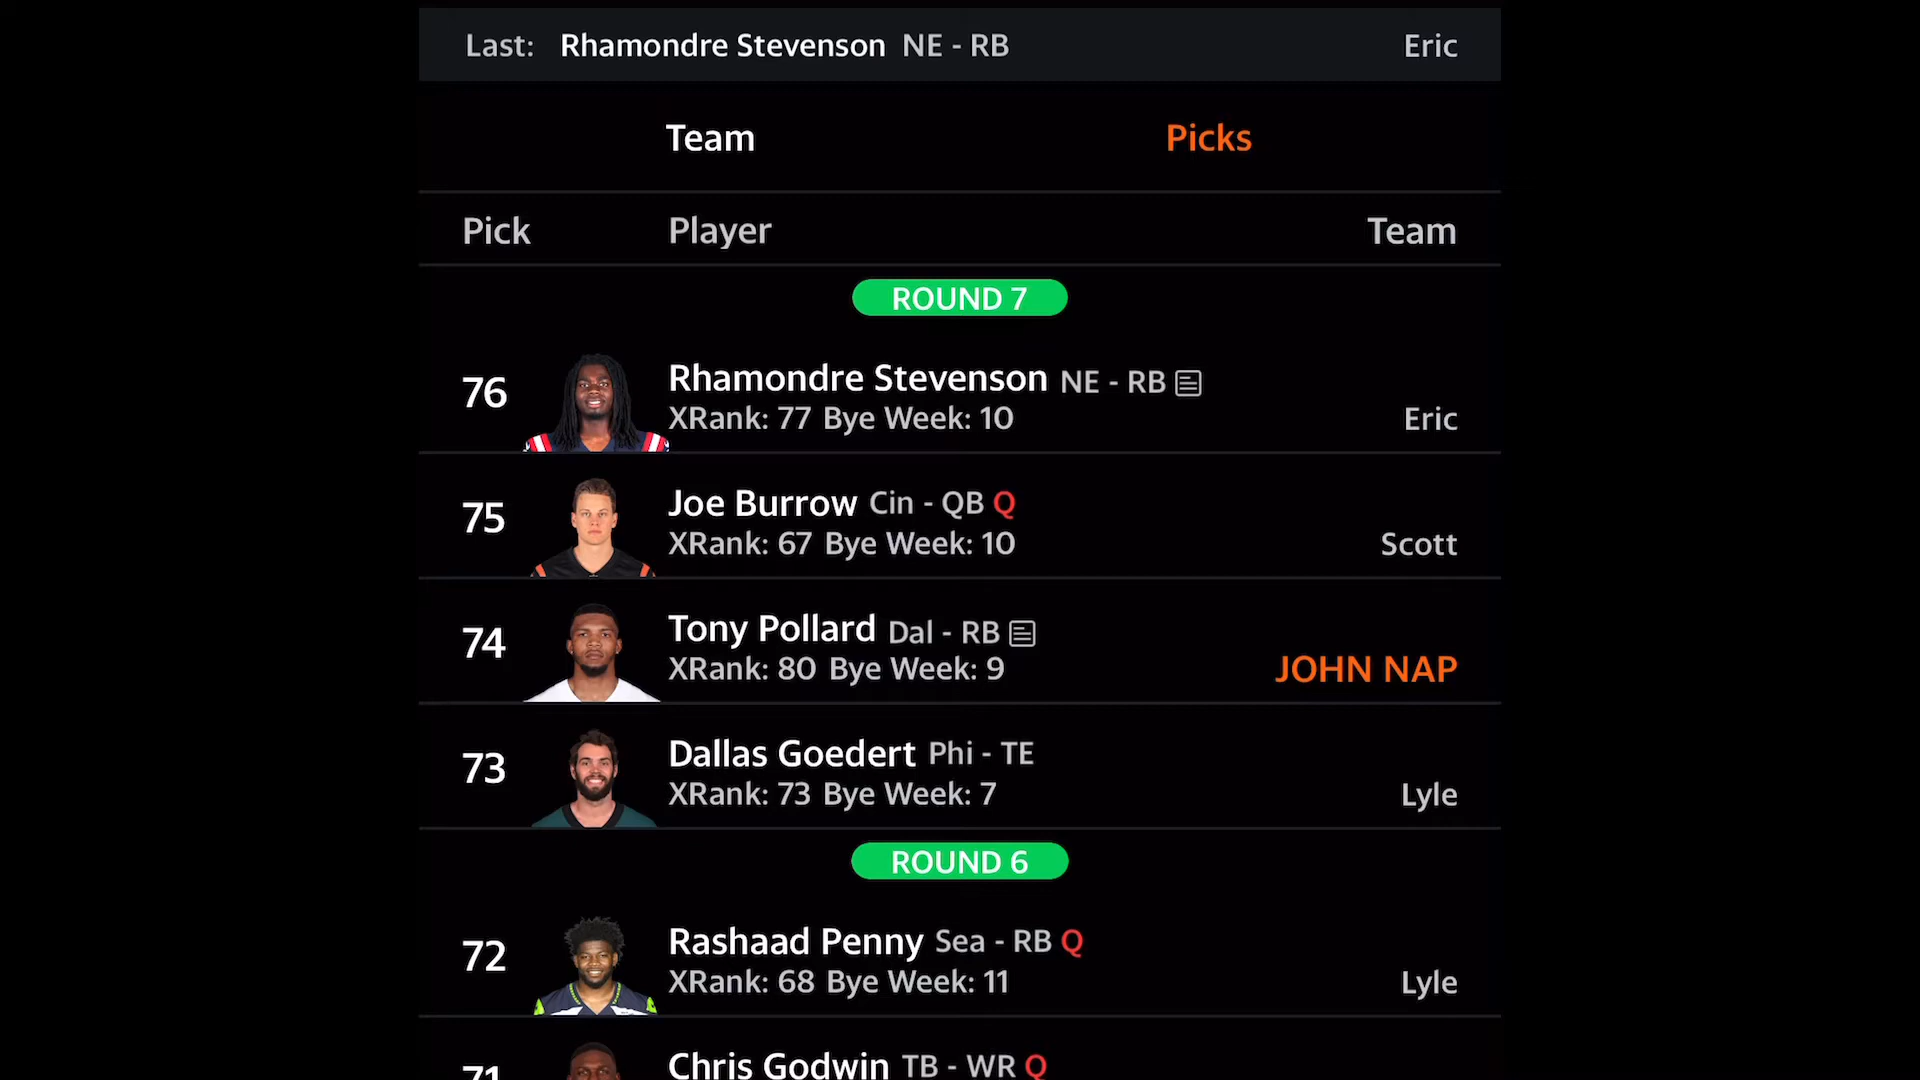 Last: Rhamondre Stevenson NE - RB Eric
Team Picks
Pick Player Team
ROUND 7
76 Rhamondre Stevenson NE - RB
XRank: 77 Bye Week: 10 Eric
75 Joe Burrow Cin - QB Q
XRank: 67 Bye Week: 10 Scott
74 Tony Pollard Dal - RB
XRank: 80 Bye Week: 9 JOHN NAP
73 Dallas Goedert Phi - TE
XRank: 73 Bye Week: 7 Lyle
ROUND 6
72 Rashaad Penny Sea - RB Q
XRank: 68 Bye Week: 11 Lyle
71 Chris Godwin TB - WR Q